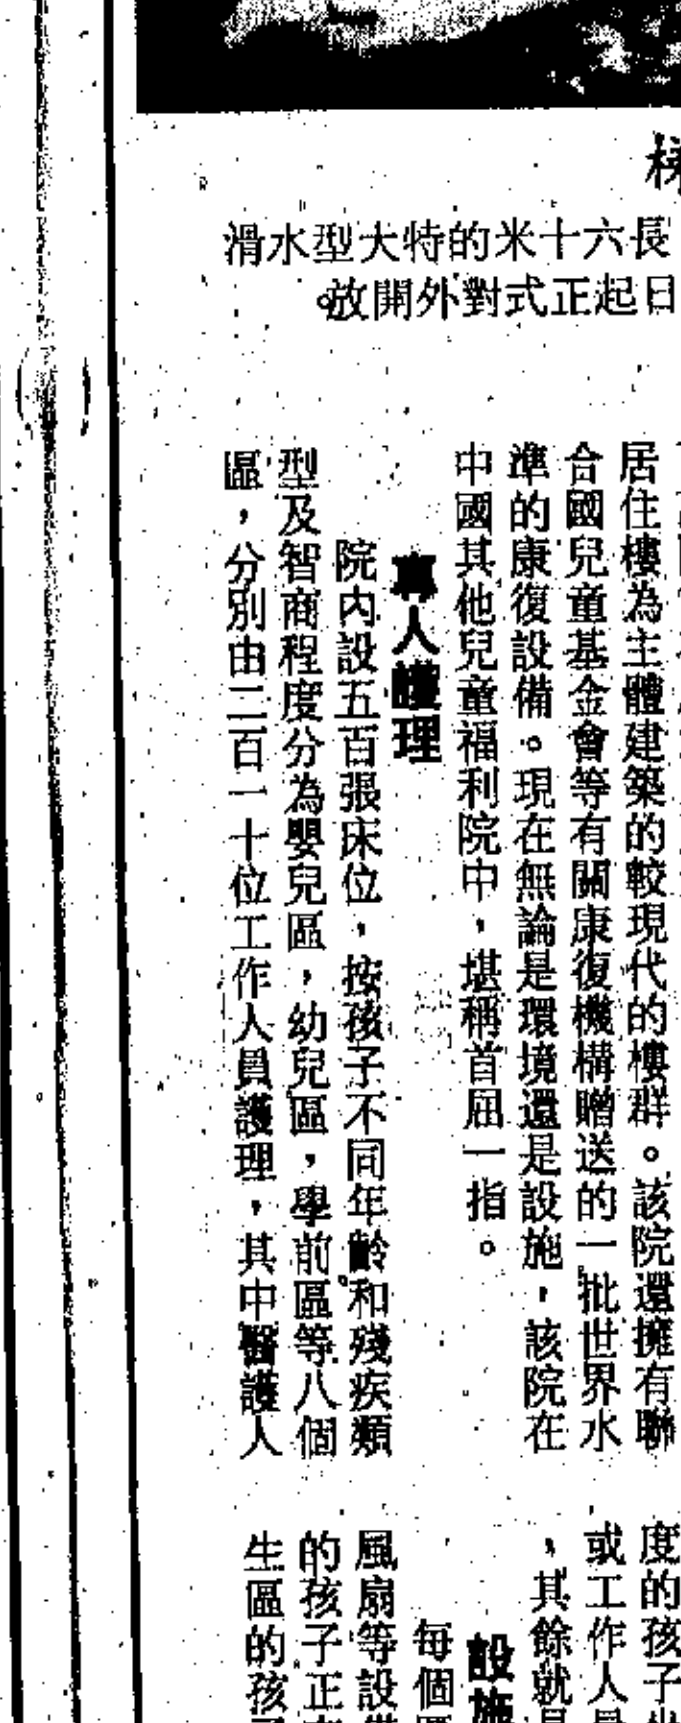 長六十米的特大型水滑
日起正式對外開放。
居住樓為主體建築的較現代的樓群。該院還擁有聯
合國兒童基金會等有關康復機構贈送的一批世界水
準的康復設備。現在無論是環境還是設施，該院在
中國其他兒童福利院中，堪稱首屈一指。
專人護理
院内設五百張床位，按孩子不同年齡和殘疾類
型及智商程度分為嬰兒區，幼兒區，學前區等八個
區，分別由二百一十位工作人員護理，其中醫護人
度的孩子
或工作人員
，其餘就是
設施
每個區
風扇等設備
的孩子正在
生區的孩子